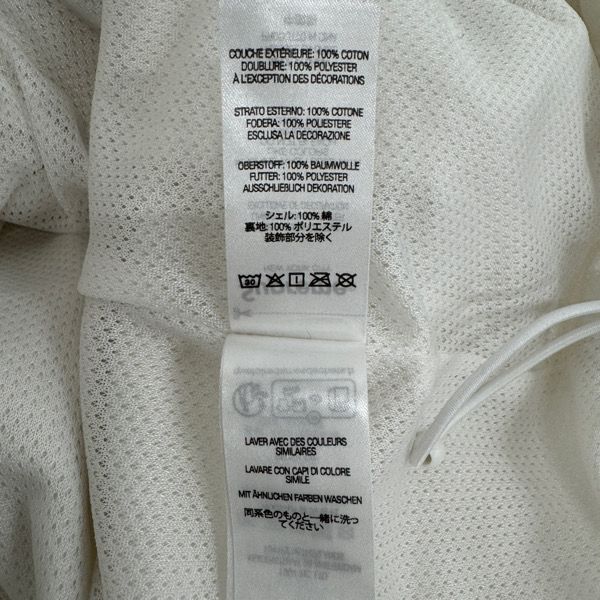 COUCHE EXTÉRIEURE: 100% COTON
DOUBLURE: 100% POLYESTER
À L'EXCEPTION DES DÉCORATIONS
STRATO ESTERNO: 100% COTONE
FODERA: 100% POLIESTERE
ESCLUSA LA DECORAZIONE
OBERSTOFF: 100% BAUMWOLLE
FUTTER: 100% POLYESTER
AUSSCHLIEßLICH DEKORATION
シェル: 100% 綿
裏地: 100% ポリエステル
装飾部分を除く
30
LAVER AVEC DES COULEURS
SIMILAIRES
LAVARE CON CAPI DI COLORE
SIMILE
MIT ÄHNLICHEN FARBEN WASCHEN
同系色のものと一緒に洗っ
てください